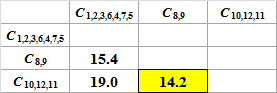 C1,2,3,6,4,7,5 C8,9 C10,12,11
C1,2,3,6,4,7,5
C8,9 15.4
C10,12,11 19.0 14.2